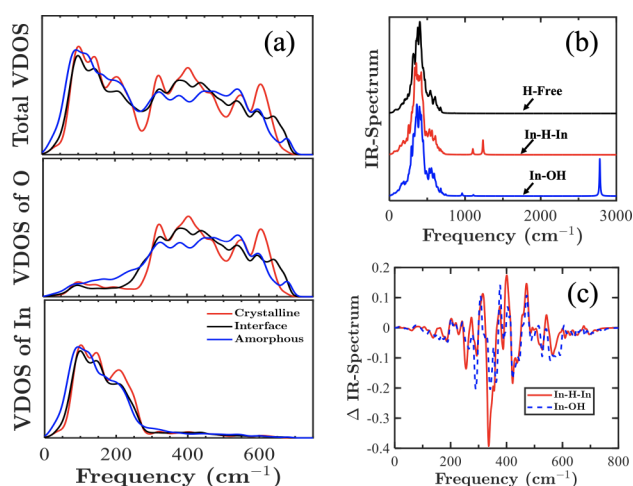 (a)
Total VDOS
VDOS of O
VDOS of In
Crystalline
Interface
Amorphous
0 200 400 600
Frequency (cm⁻¹)
(b)
IR-Spectrum
H-Free
In-H-In
In-OH
0 1000 2000 3000
Frequency (cm⁻¹)
(c)
Δ IR-Spectrum
0.2
0.1
0
-0.1
-0.2
-0.3
-0.4
In-H-In
In-OH
0 200 400 600 800
Frequency (cm⁻¹)